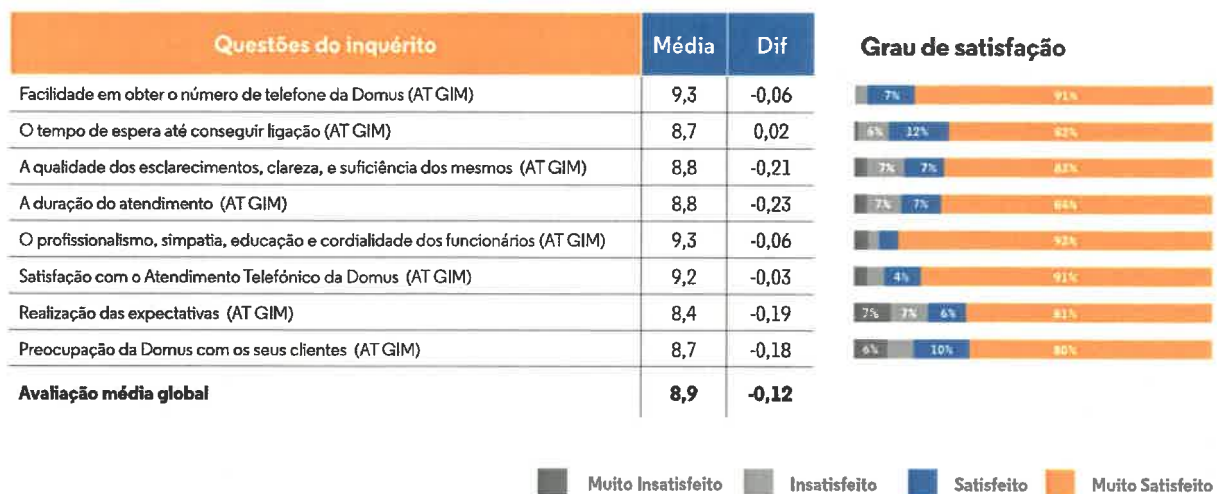 Questões do inquérito Média Dif Grau de satisfação
Facilidade em obter o número de telefone da Domus (AT GIM) 9,3 -0,06 7% 91%
O tempo de espera até conseguir ligação (AT GIM) 8,7 0,02 6% 12% 82%
A qualidade dos esclarecimentos, clareza, e suficiência dos mesmos (AT GIM) 8,8 -0,21 7% 7% 83%
A duração do atendimento (AT GIM) 8,8 -0,23 7% 7% 84%
O profissionalismo, simpatia, educação e cordialidade dos funcionários (AT GIM) 9,3 -0,06 92%
Satisfação com o Atendimento Telefónico da Domus (AT GIM) 9,2 -0,03 4% 91%
Realização das expectativas (AT GIM) 8,4 -0,19 7% 7% 6% 81%
Preocupação da Domus com os seus clientes (AT GIM) 8,7 -0,18 6% 10% 80%
Avaliação média global 8,9 -0,12
Muito Insatisfeito Insatisfeito Satisfeito Muito Satisfeito